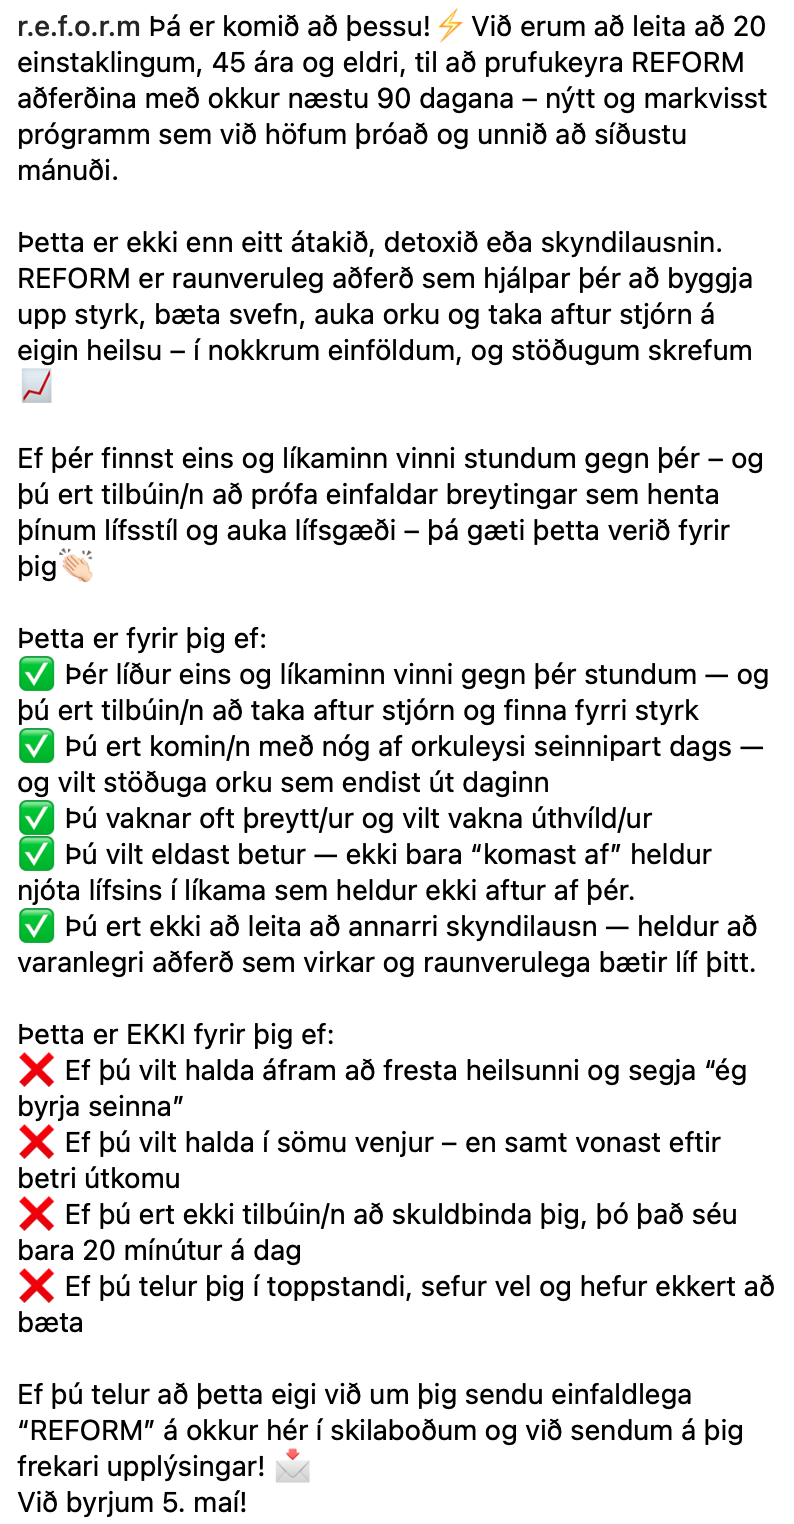 r.e.f.o.r.m Þá er komið að þessu!⚡ Við erum að leita að 20
einstaklingum, 45 ára og eldri, til að prufukeyra REFORM
aðferðina með okkur næstu 90 dagana – nýtt og markvisst
prógramm sem við höfum þróað og unnið að síðustu
mánuði.

Þetta er ekki enn eitt átakið, detoxið eða skyndilausnin.
REFORM er raunveruleg aðferð sem hjálpar þér að byggja
upp styrk, bæta svefn, auka orku og taka aftur stjórn á
eigin heilsu – í nokkrum einföldum, og stöðugum skrefum
📈

Ef þér finnst eins og líkaminn vinni stundum gegn þér – og
þú ert tilbúin/n að prófa einfaldar breytingar sem henta
þínum lífsstíl og auka lífsgæði – þá gæti þetta verið fyrir
þig👏🏻

Þetta er fyrir þig ef:
✅ Þér líður eins og líkaminn vinni gegn þér stundum — og
þú ert tilbúin/n að taka aftur stjórn og finna fyrri styrk
✅ Þú ert komin/n með nóg af orkuleysi seinnipart dags —
og vilt stöðuga orku sem endist út daginn
✅ Þú vaknar oft þreytt/ur og vilt vakna úthvíld/ur
✅ Þú vilt eldast betur — ekki bara “komast af” heldur
njóta lífsins í líkama sem heldur ekki aftur af þér.
✅ Þú ert ekki að leita að annarri skyndilausn — heldur að
varanlegri aðferð sem virkar og raunverulega bætir líf þitt.

Þetta er EKKI fyrir þig ef:
❌ Ef þú vilt halda áfram að fresta heilsunni og segja “ég
byrja seinna”
❌ Ef þú vilt halda í sömu venjur – en samt vonast eftir
betri útkomu
❌ Ef þú ert ekki tilbúin/n að skuldbinda þig, þó það séu
bara 20 mínútur á dag
❌ Ef þú telur þig í toppstandi, sefur vel og hefur ekkert að
bæta

Ef þú telur að þetta eigi við um þig sendu einfaldlega
“REFORM” á okkur hér í skilaboðum og við sendum á þig
frekari upplýsingar! 📩
Við byrjum 5. maí!